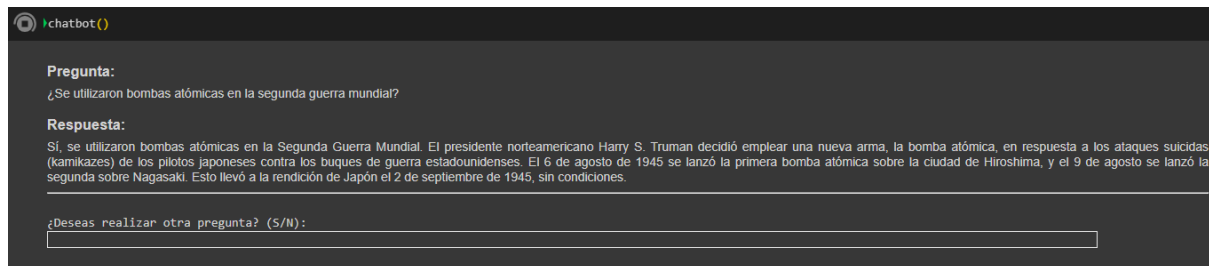 chatbot()
Pregunta:
¿Se utilizaron bombas atómicas en la segunda guerra mundial?
Respuesta:
Sí, se utilizaron bombas atómicas en la Segunda Guerra Mundial. El presidente norteamericano Harry S. Truman decidió emplear una nueva arma, la bomba atómica, en respuesta a los ataques suicidas
(kamikazes) de los pilotos japoneses contra los buques de guerra estadounidenses. El 6 de agosto de 1945 se lanzó la primera bomba atómica sobre la ciudad de Hiroshima, y el 9 de agosto se lanzó la
segunda sobre Nagasaki. Esto llevó a la rendición de Japón el 2 de septiembre de 1945, sin condiciones.
¿Deseas realizar otra pregunta? (S/N):